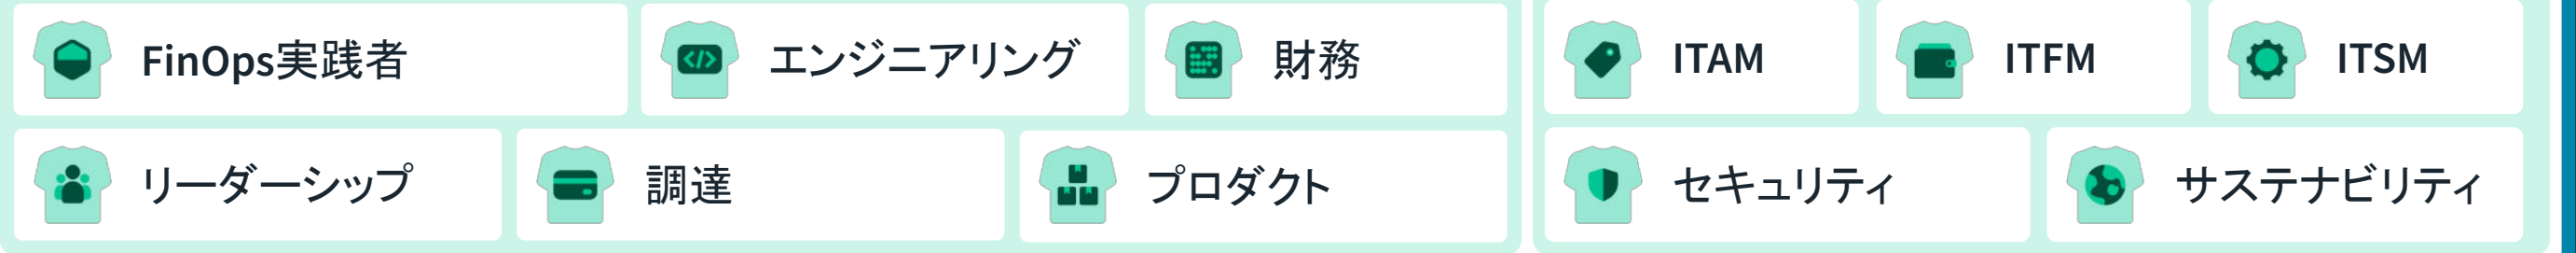 FinOps実践者
エンジニアリング
財務
リーダーシップ
調達
プロダクト
ITAM
ITFM
ITSM
セキュリティ
サステナビリティ